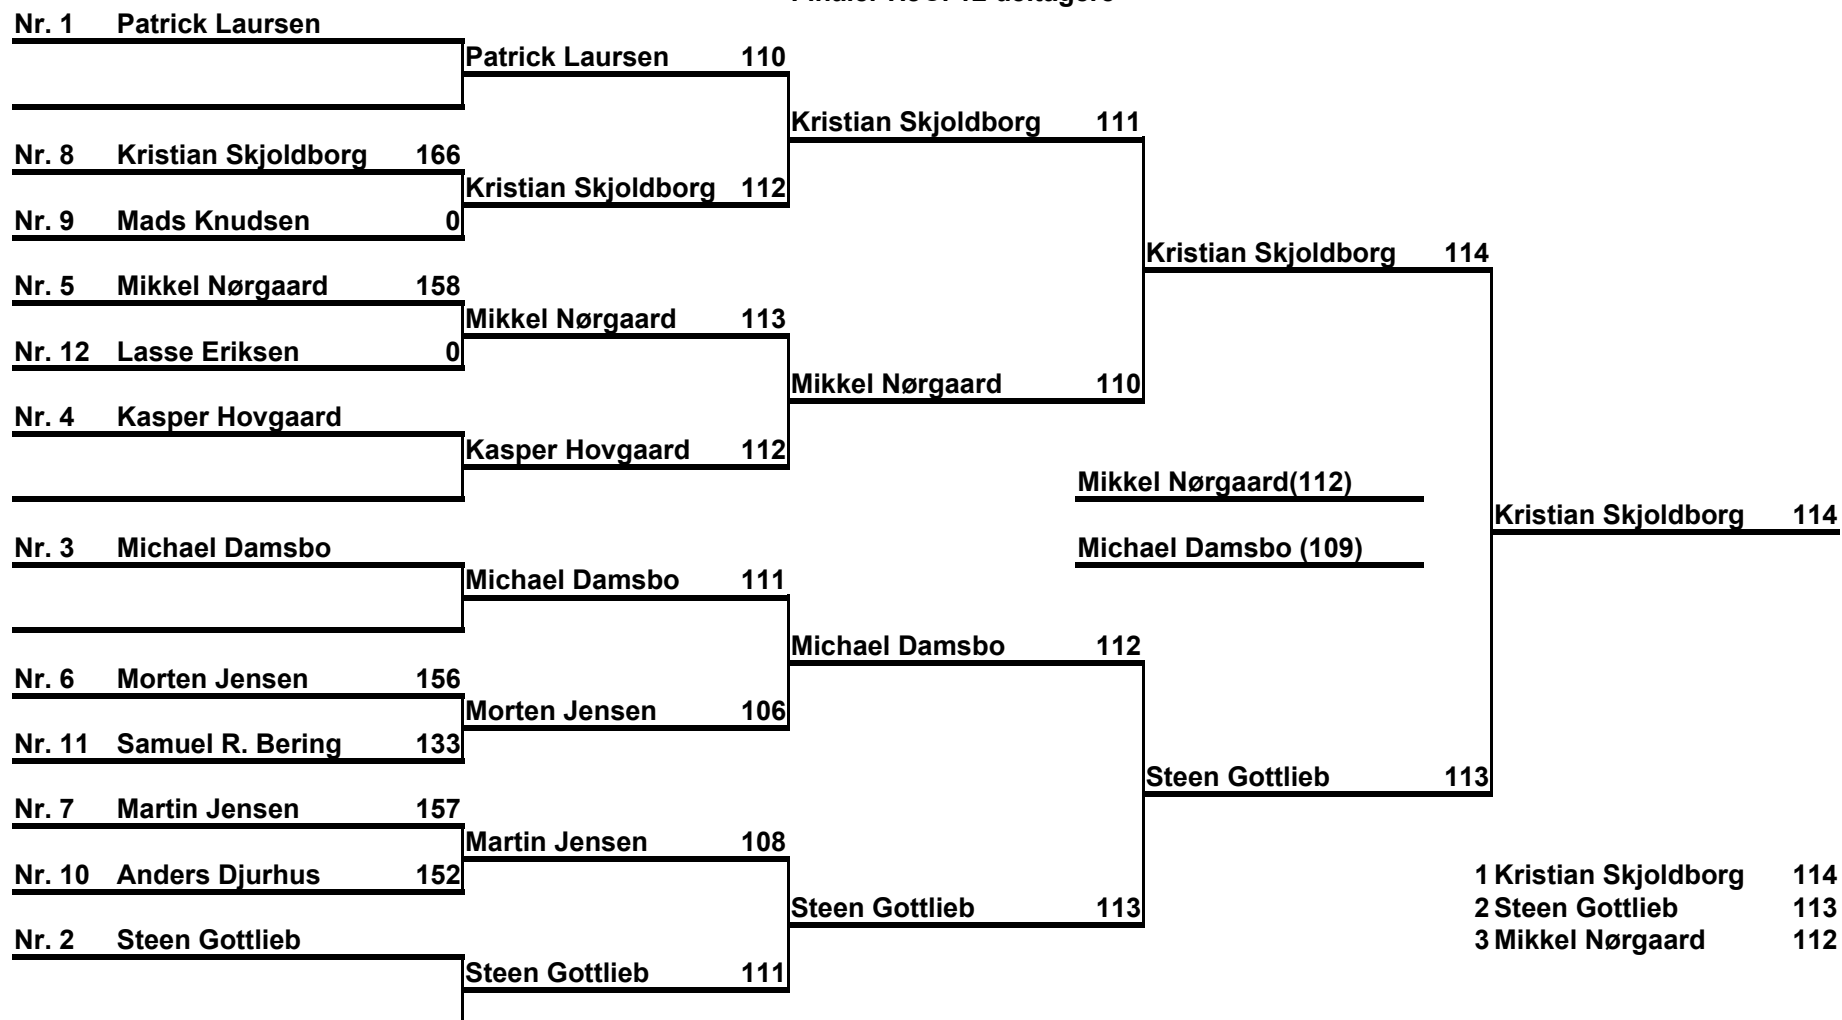 Nr. 1 Patrick Laursen
Patrick Laursen 110
Kristian Skjoldborg 111
Nr. 8 Kristian Skjoldborg 166
Kristian Skjoldborg 112
Nr. 9 Mads Knudsen 0
Kristian Skjoldborg 114
Nr. 5 Mikkel Nørgaard 158
Mikkel Nørgaard 113
Nr. 12 Lasse Eriksen 0
Mikkel Nørgaard 110
Nr. 4 Kasper Hovgaard
Kasper Hovgaard 112
Mikkel Nørgaard(112)
Kristian Skjoldborg 114
Nr. 3 Michael Damsbo
Michael Damsbo (109)
Michael Damsbo 111
Michael Damsbo 112
Nr. 6 Morten Jensen 156
Morten Jensen 106
Nr. 11 Samuel R. Bering 133
Steen Gottlieb 113
Nr. 7 Martin Jensen 157
Martin Jensen 108
Nr. 10 Anders Djurhus 152
1 Kristian Skjoldborg 114
Steen Gottlieb 113
2 Steen Gottlieb 113
Nr. 2 Steen Gottlieb
3 Mikkel Nørgaard 112
Steen Gottlieb 111